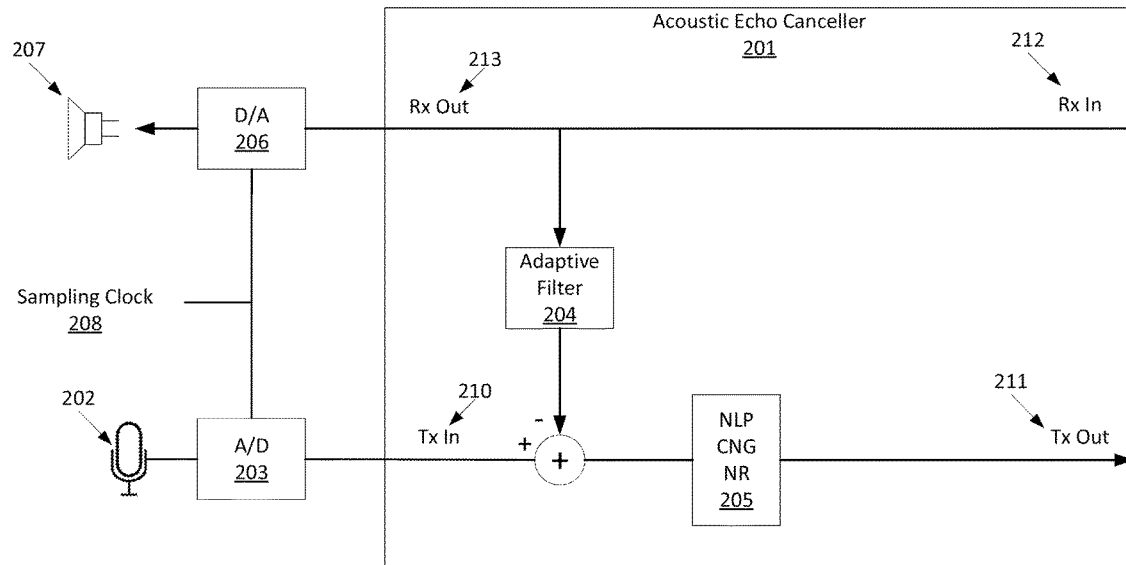 Acoustic Echo Canceller
201
207
213
212
D/A
206
Rx Out
Rx In
Adaptive
Filter
204
Sampling Clock
208
202
210
211
A/D
203
Tx In
-
+
+
NLP
CNG
NR
205
Tx Out